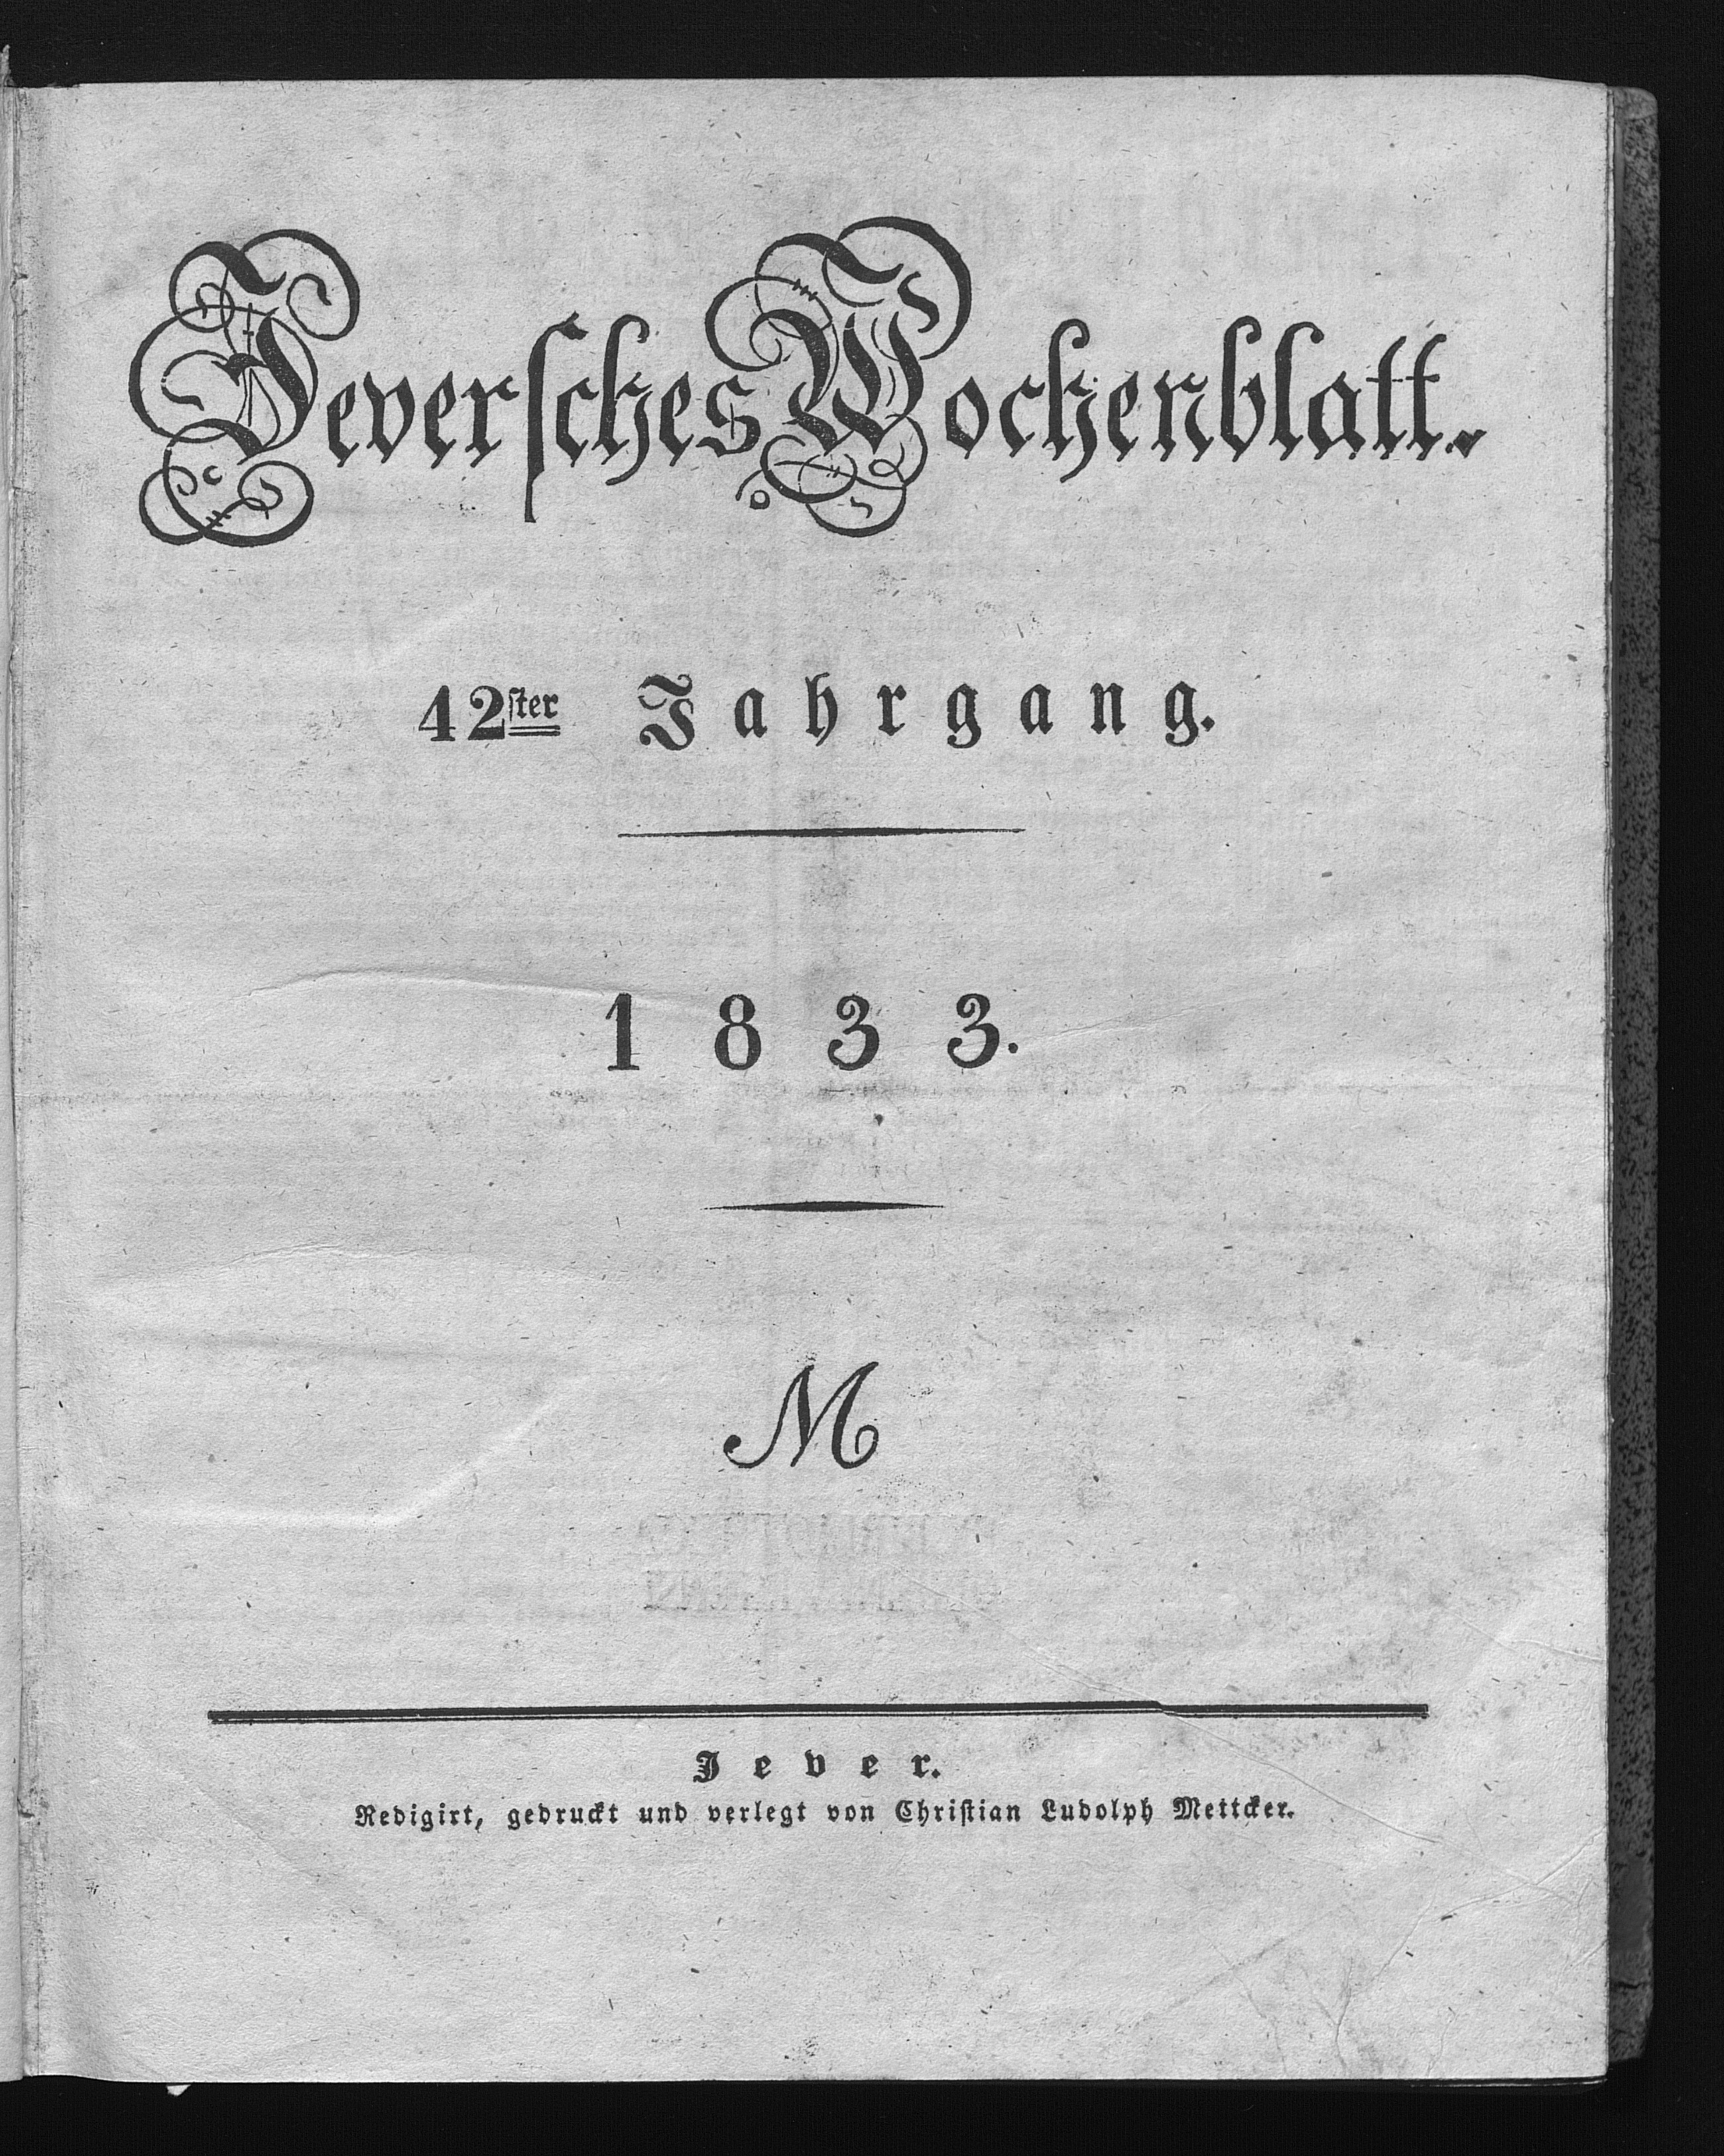 Jeversches Wochenblatt.
42ster Jahrgang.
1833.
M
Jever.
Redigirt, gedruckt und verlegt von Christian Ludolph Mettcker.